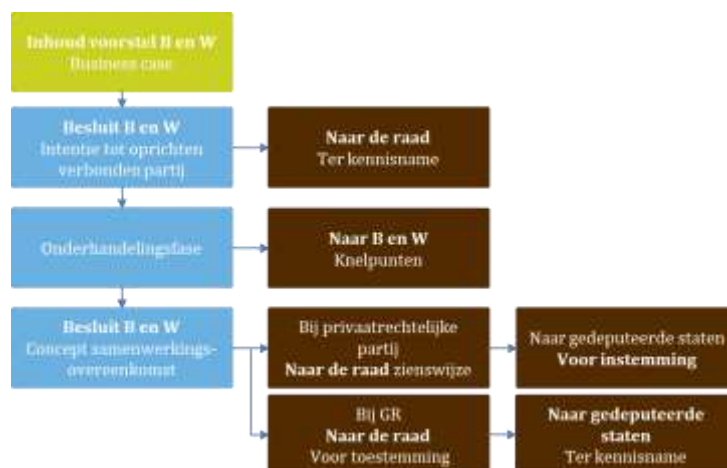 Inhoud voorstel B en W
Business case
Besluit B en W
Intentie tot oprichten
verbonden partij
Naar de raad
Ter kennisname
Onderhandelingsfase
Naar B en W
Knelpunten
Besluit B en W
Concept samenwerkings-
overeenkomst
Bij privaatrechtelijke
partij
Naar de raad zienswijze
Naar gedeputeerde staten
Voor instemming
Bij GR
Naar de raad
Voor toestemming
Naar gedeputeerde
staten
Ter kennisname